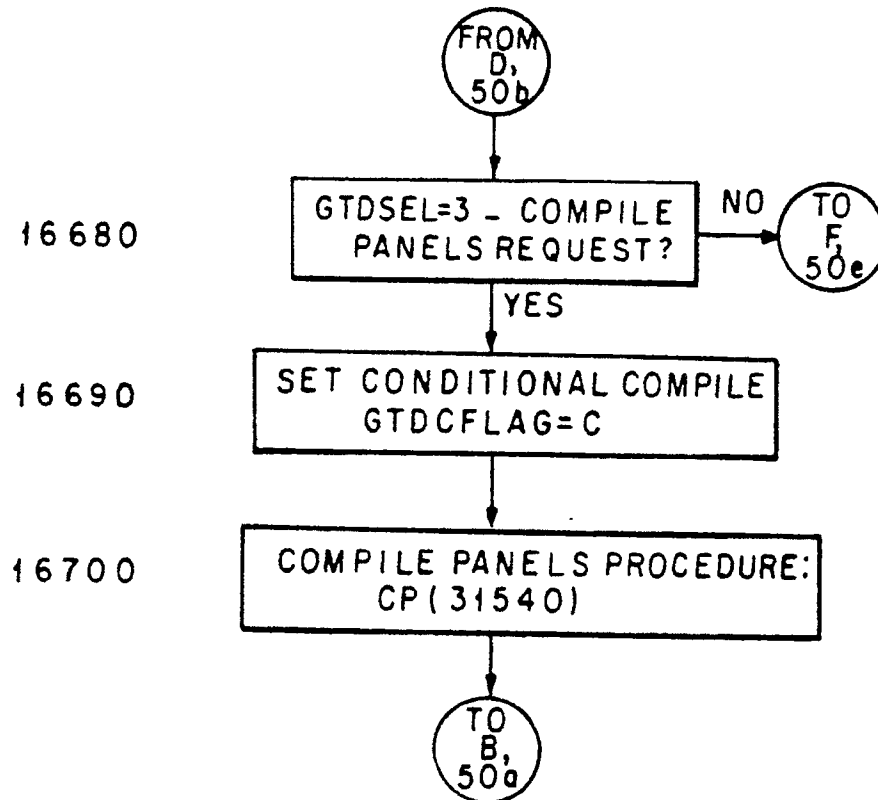 FROM
D,
50b
16680
GTDSEL=3 - COMPILE
PANELS REQUEST?
NO
TO
F,
50e
YES
16690
SET CONDITIONAL COMPILE
GTDCFLAG=C
16700
COMPILE PANELS PROCEDURE:
CP(31540)
TO
B,
50a